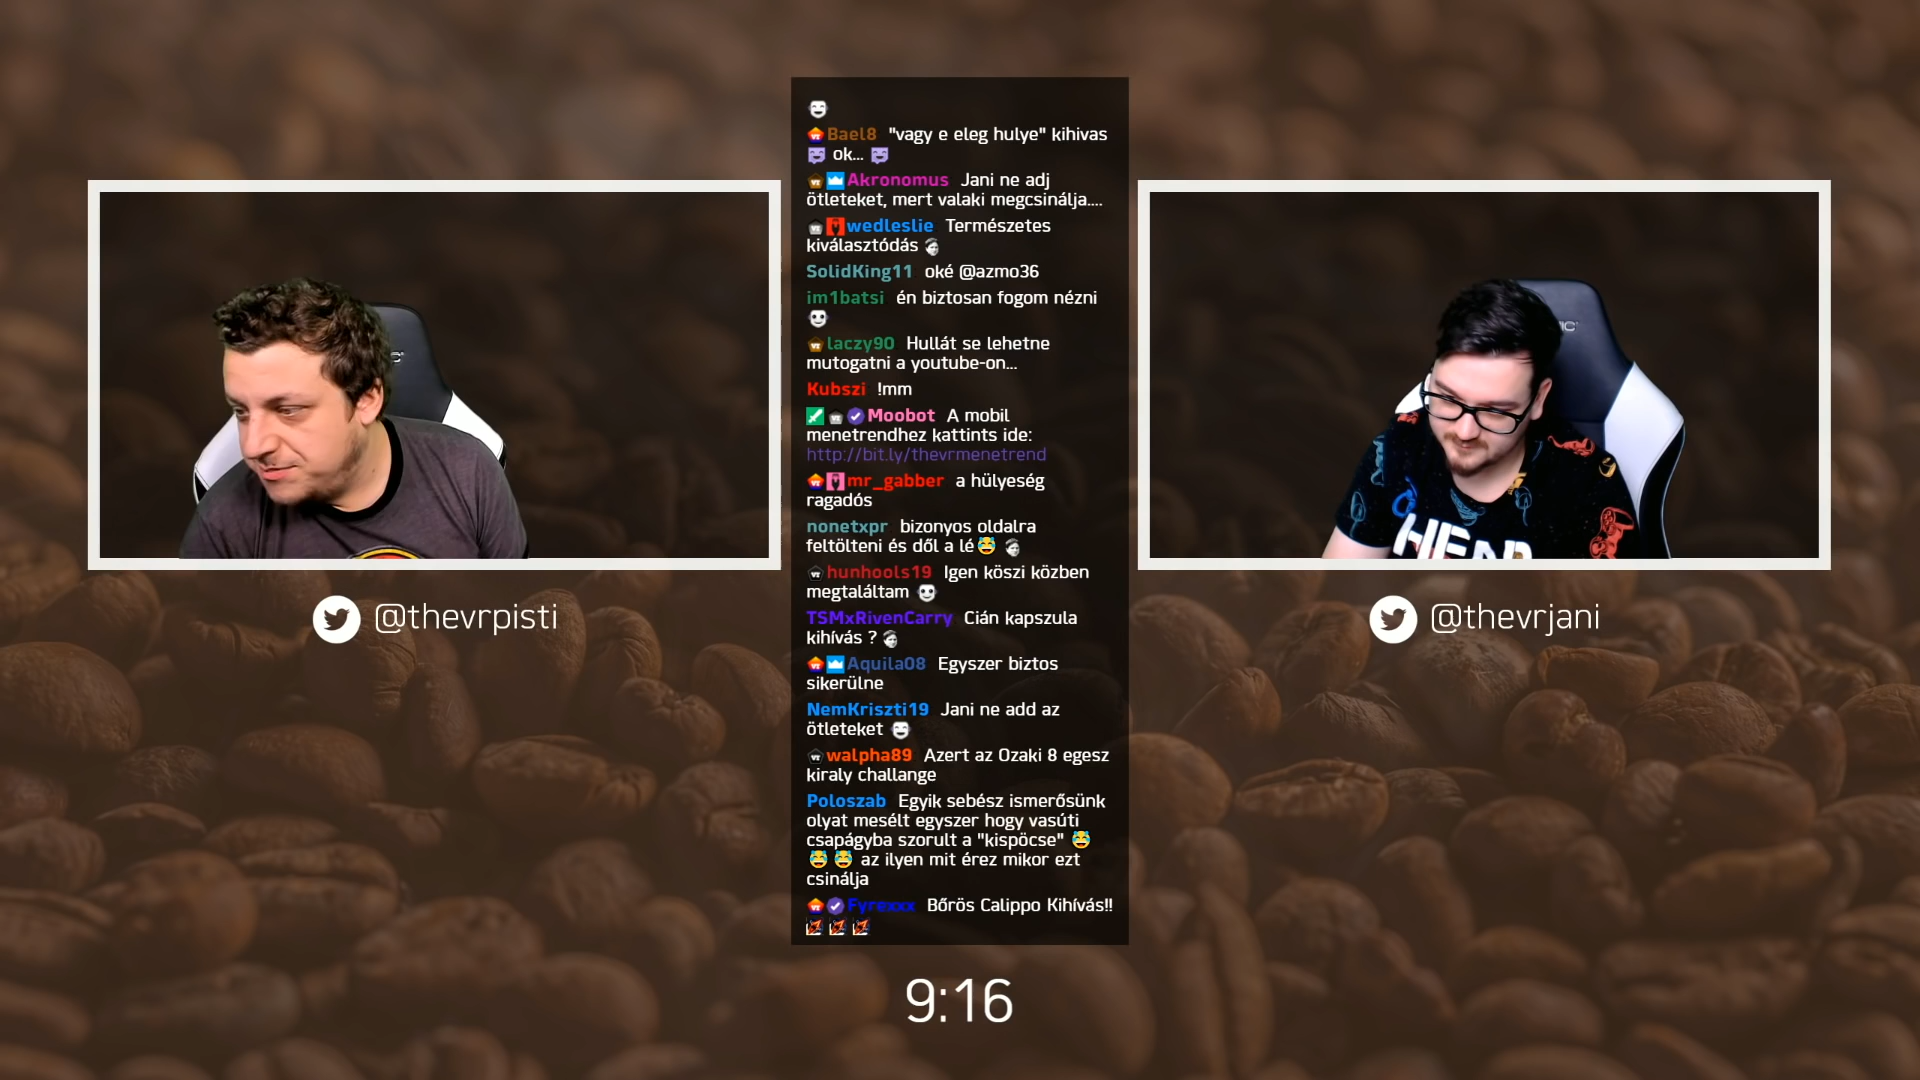 Bael8 "vagy e eleg hulye" kihivas
ok...
Akronomus Jani ne adj
ötleteket, mert valaki megcsinálja....
wedleslie Természetes
kiválasztódás
SolidKing11 oké @azmo36
im1batsi én biztosan fogom nézni
laczy90 Hullát se lehetne
mutogatni a youtube-on...
Kubszi !mm
Moobot A mobil
menetrendhez kattints ide:
http://bit.ly/thevrmenetrend
mr_gabber a hülyeség
ragadós
nonetxpr bizonyos oldalra
feltölteni és dől a lé
hunhools19 Igen köszi közben
megtaláltam
TSMxRivenCarry Cián kapszula
kihívás ?
Aquila08 Egyszer biztos
sikerülne
NemKriszti19 Jani ne add az
ötleteket
walpha89 Azert az Ozaki 8 egesz
kiraly challange
Poloszab Egyik sebész ismerősünk
olyat mesélt egyszer hogy vasúti
csapágyba szorult a "kispöcse"
az ilyen mit érez mikor ezt
csinálja
Fyrexxx Bőrös Calippo Kihívás!!
@thevrpisti
@thevrjani
9:16